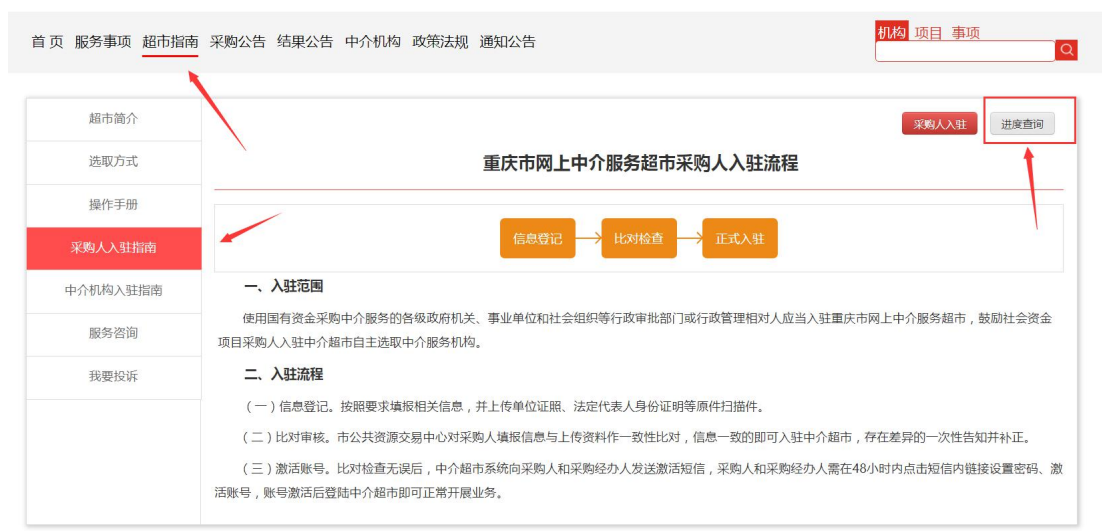 首页 服务事项 超市指南 采购公告 结果公告 中介机构 政策法规 通知公告
机构 项目 事项
超市简介
选取方式
操作手册
采购人入驻指南
中介机构入驻指南
服务咨询
我要投诉
采购人入驻 进度查询
重庆市网上中介服务超市采购人入驻流程
信息登记 比对检查 正式入驻
一、入驻范围
使用国有资金采购中介服务的各级政府机关、事业单位和社会组织等行政审批部门或行政管理相对人应当入驻重庆市网上中介服务超市，鼓励社会资金
项目采购人入驻中介超市自主选取中介服务机构。
二、入驻流程
（一）信息登记。按照要求填报相关信息，并上传单位证照、法定代表人身份证明等原件扫描件。
（二）比对审核。市公共资源交易中心对采购人填报信息与上传资料作一致性比对，信息一致的即可入驻中介超市，存在差异的一次性告知并补正。
（三）激活账号。比对检查无误后，中介超市系统向采购人和采购经办人发送激活短信，采购人和采购经办人需在48小时内点击短信内链接设置密码、激
活账号，账号激活后登陆中介超市即可正常开展业务。